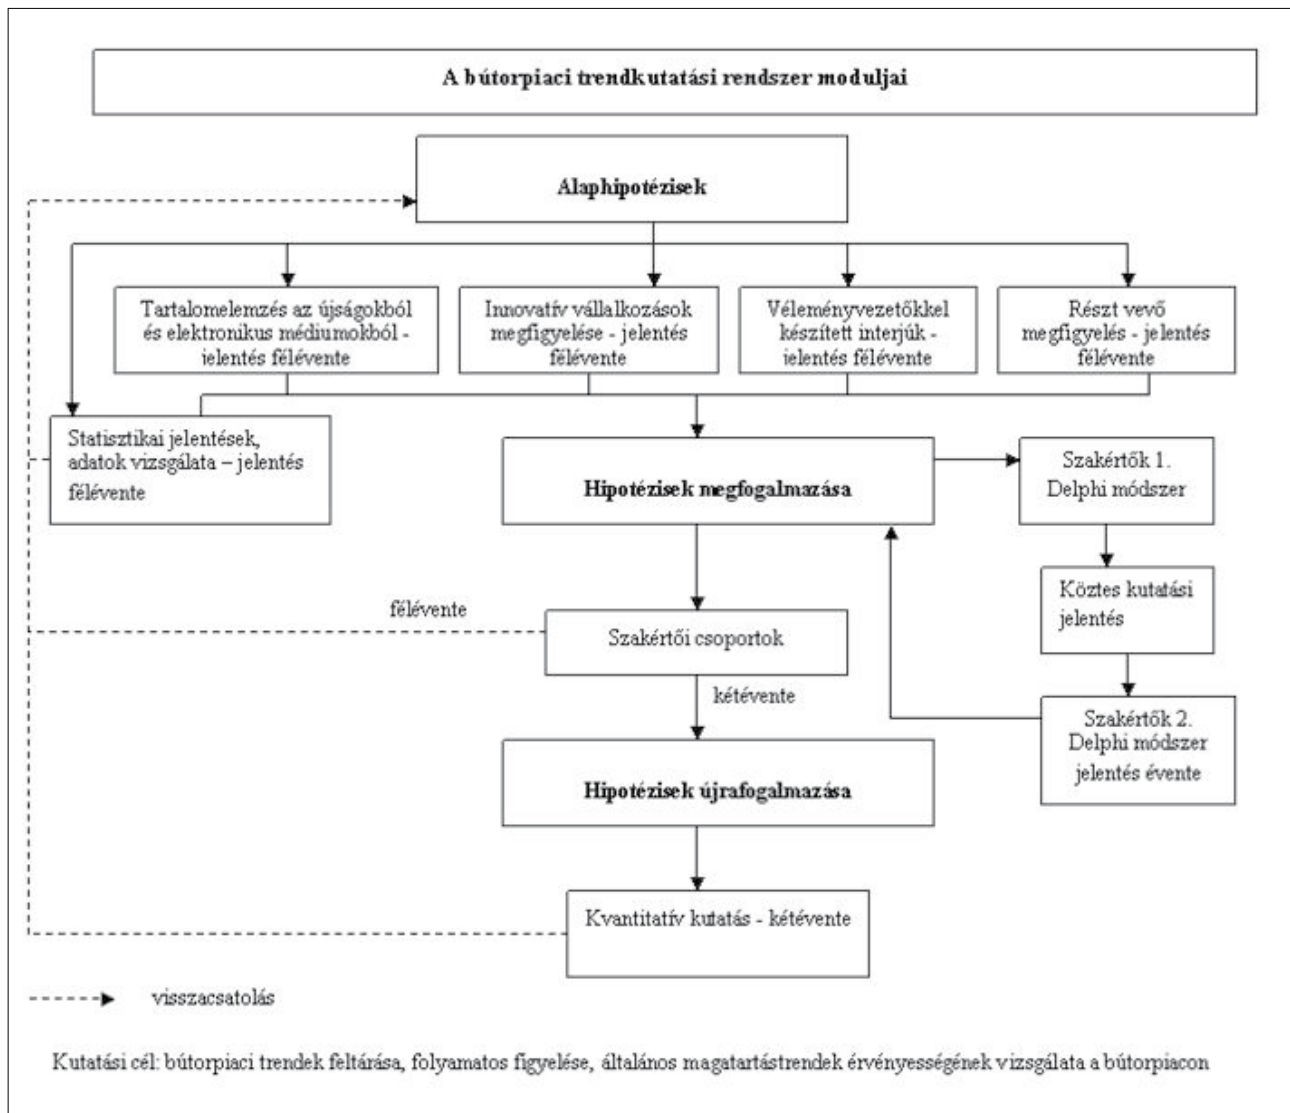 A bútorpiaci trendkutatási rendszer moduljai
Alaphipotézisek
Tartalomelemzés az újságokból
és elektronikus médiumokból -
jelentés félévente
Innovatív vállalkozások
megfigyelése - jelentés
félévente
Véleményvezetőkkel
készített interjúk -
jelentés félévente
Részt vevő
megfigyelés - jelentés
félévente
Statisztikai jelentések,
adatok vizsgálata – jelentés
félévente
Hipotézisek megfogalmazása
Szakértők 1.
Delphi módszer
Köztes kutatási
jelentés
félévente
Szakértői csoportok
kétévente
Szakértők 2.
Delphi módszer
jelentés évente
Hipotézisek újrafogalmazása
Kvantitatív kutatás - kétévente
visszacsatolás
Kutatási cél: bútorpiaci trendek feltárása, folyamatos figyelése, általános magatartástrendek érvényességének vizsgálata a bútorpiacon